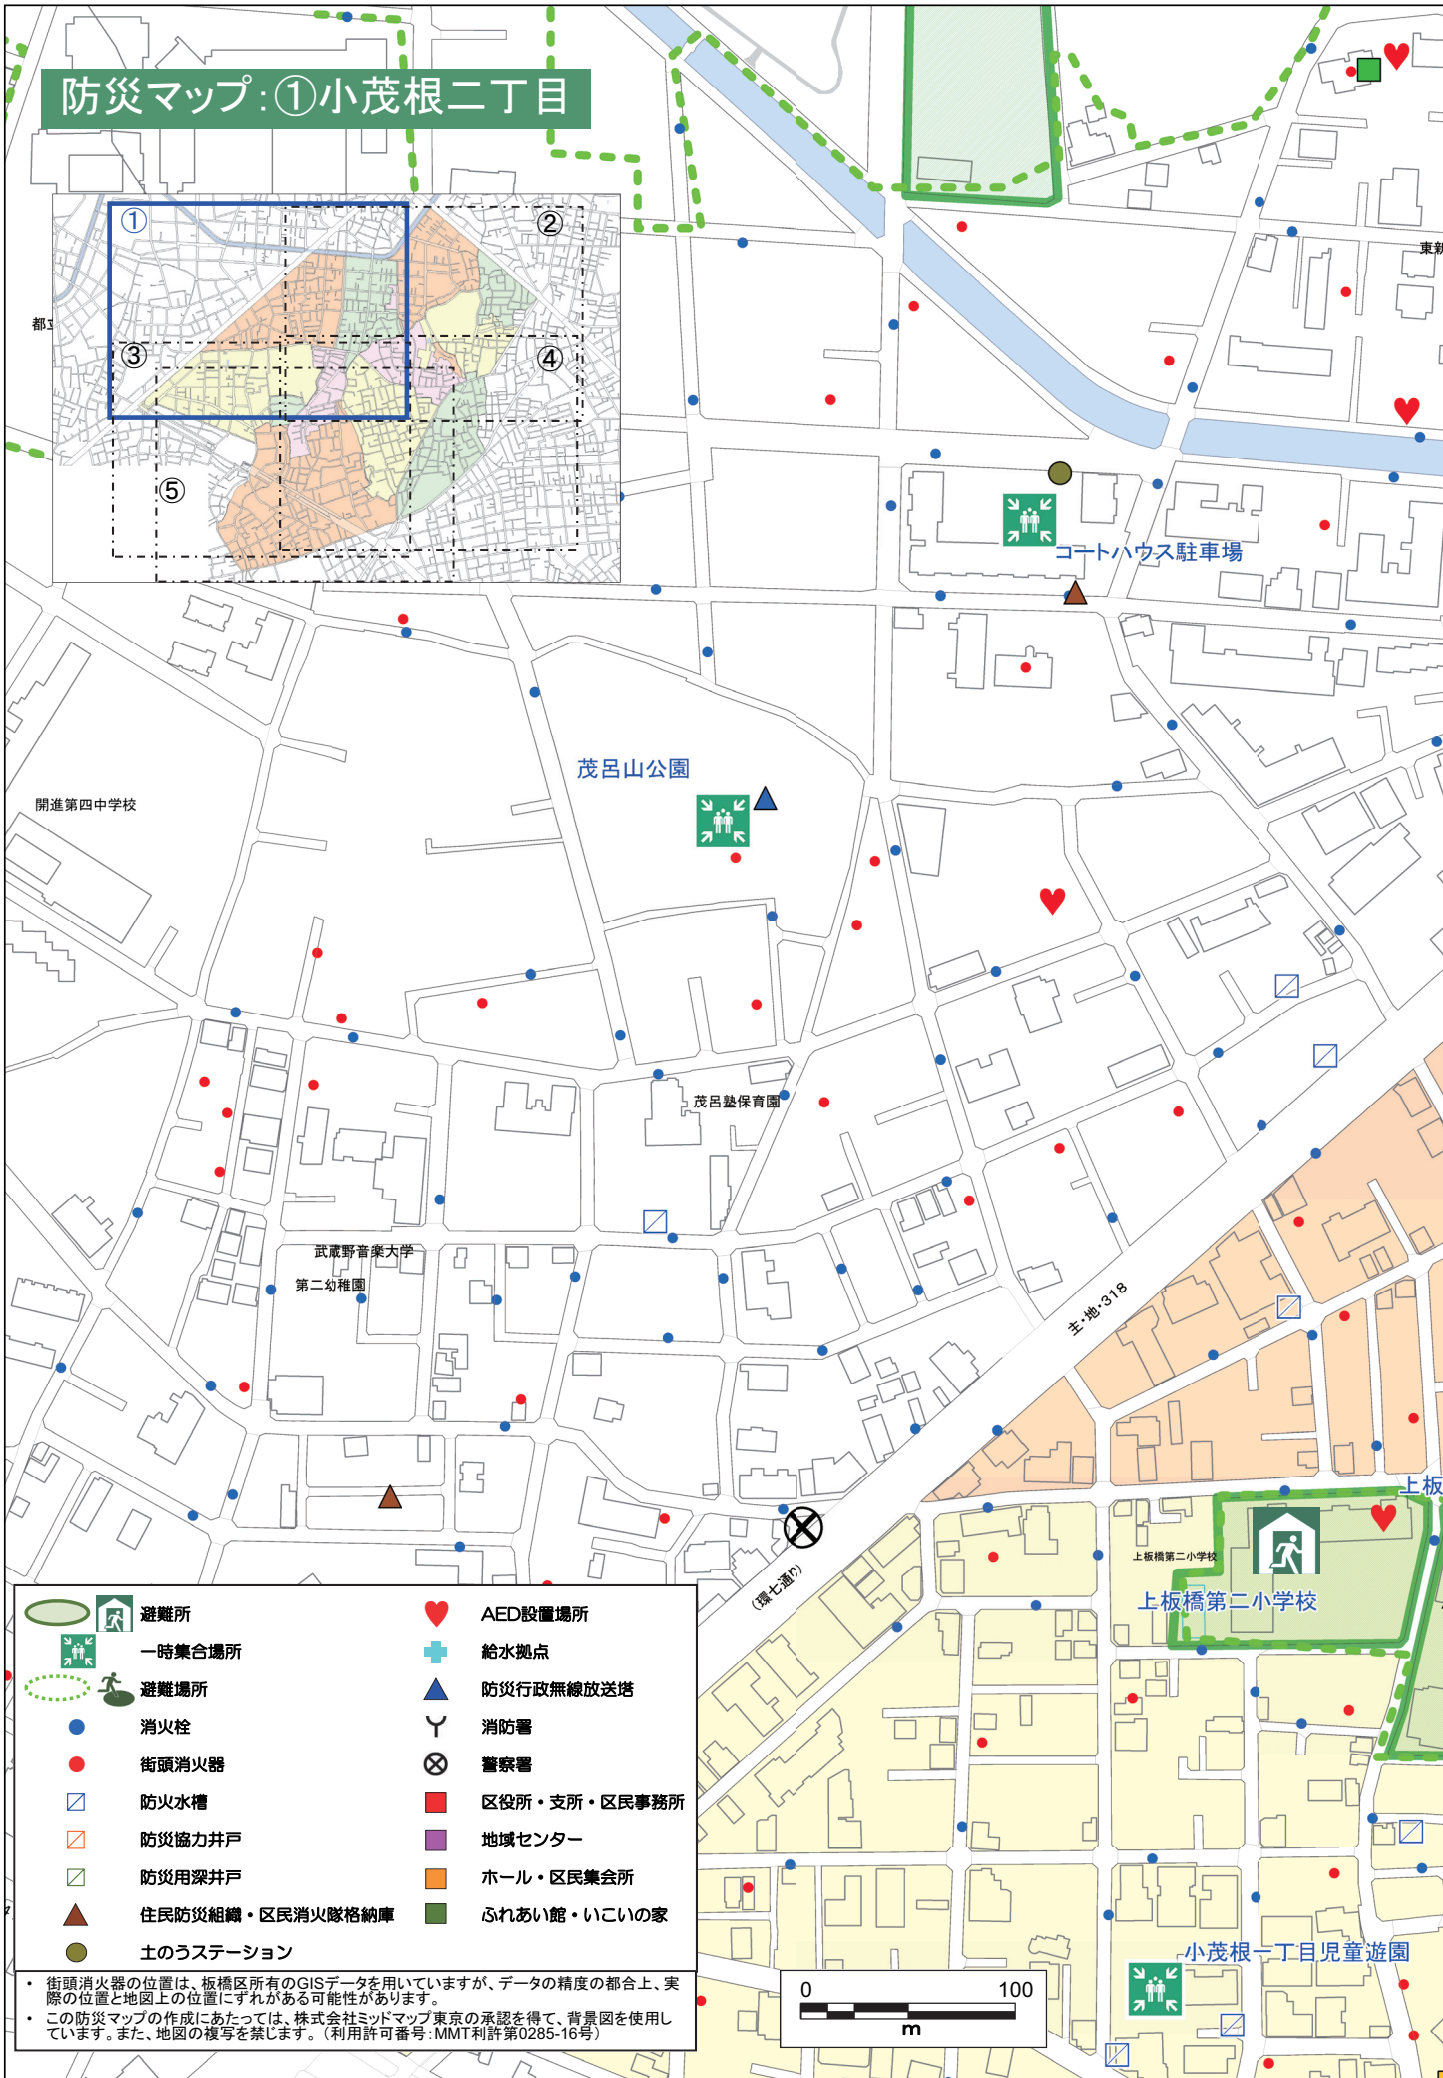 防災マップ:①小茂根二丁目
①
②
③
④
⑤
都立
東新
コートハウス駐車場
茂呂山公園
開進第四中学校
茂呂塾保育園
武蔵野音楽大学
第二幼稚園
主・地・318
(環七通り)
上板
上板橋第二小学校
上板橋第二小学校
小茂根一丁目児童遊園
避難所
一時集合場所
避難場所
消火栓
街頭消火器
防火水槽
防災協力井戸
防災用深井戸
住民防災組織・区民消火隊格納庫
土のうステーション
AED設置場所
給水拠点
防災行政無線放送塔
消防署
警察署
区役所・支所・区民事務所
地域センター
ホール・区民集会所
ふれあい館・いこいの家
• 街頭消火器の位置は、板橋区所有のGISデータを用いていますが、データの精度の都合上、実
際の位置と地図上の位置にずれがある可能性があります。
• この防災マップの作成にあたっては、株式会社ミッドマップ東京の承認を得て、背景図を使用し
ています。また、地図の複写を禁じます。（利用許可番号:MMT利許第0285-16号）
0 100
m